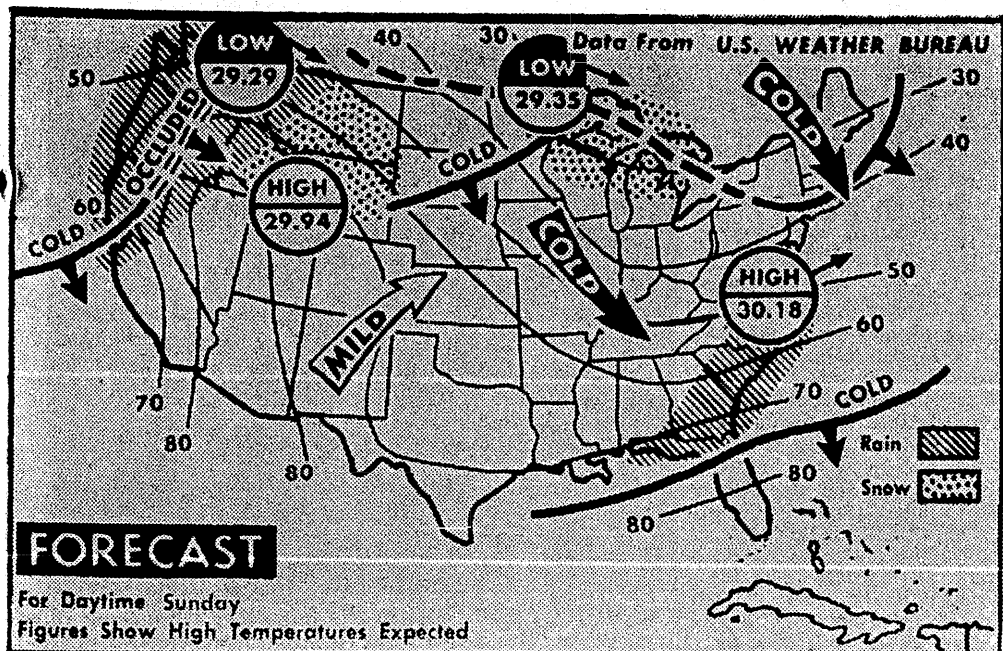 Data From U.S. WEATHER BUREAU
LOW
29.29
LOW
29.35
40
30
50
COLD
30
40
OCCLUDED
COLD
HIGH
29.94
60
COLD
COLD
HIGH
30.18
50
60
MILD
70
80
80
70
COLD
80
80
Rain
Snow
FORECAST
For Daytime Sunday
Figures Show High Temperatures Expected